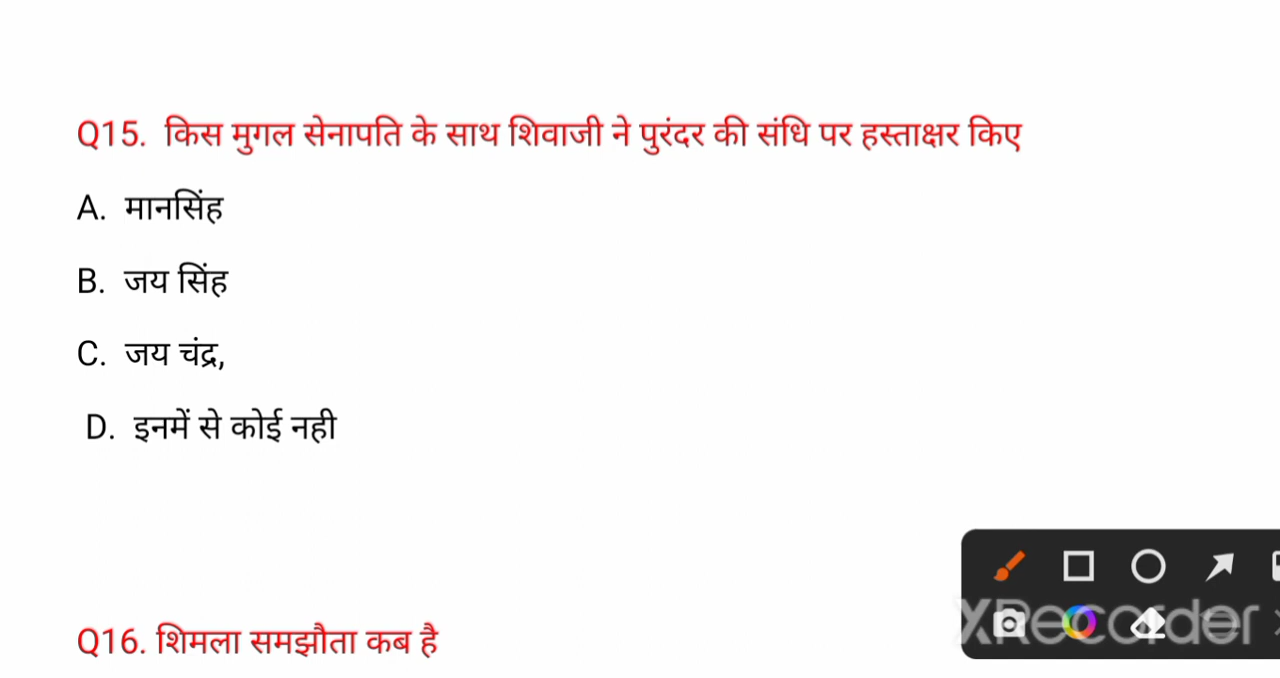 Q15. किस मुगल सेनापति के साथ शिवाजी ने पुरंदर की संधि पर हस्ताक्षर किए
A. मानसिंह
B. जय सिंह
C. जय चंद्र,
D. इनमें से कोई नही
XRecorder
Q16. शिमला समझौता कब है